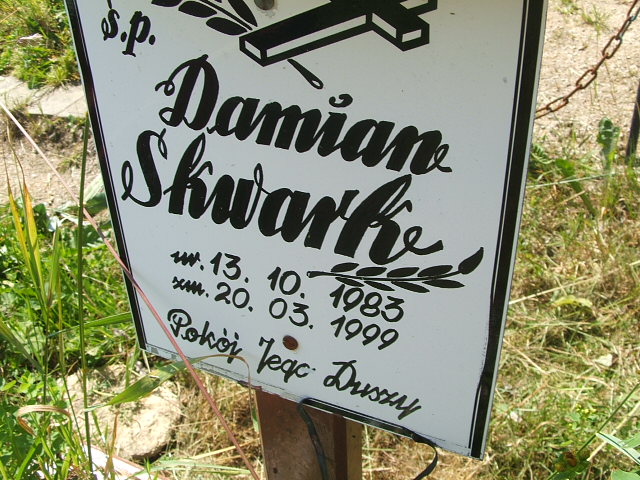 ś.p.
Damian
Skwark
ur. 13. 10. 1983
zm. 20. 03. 1999
Pokój Jego Duszy